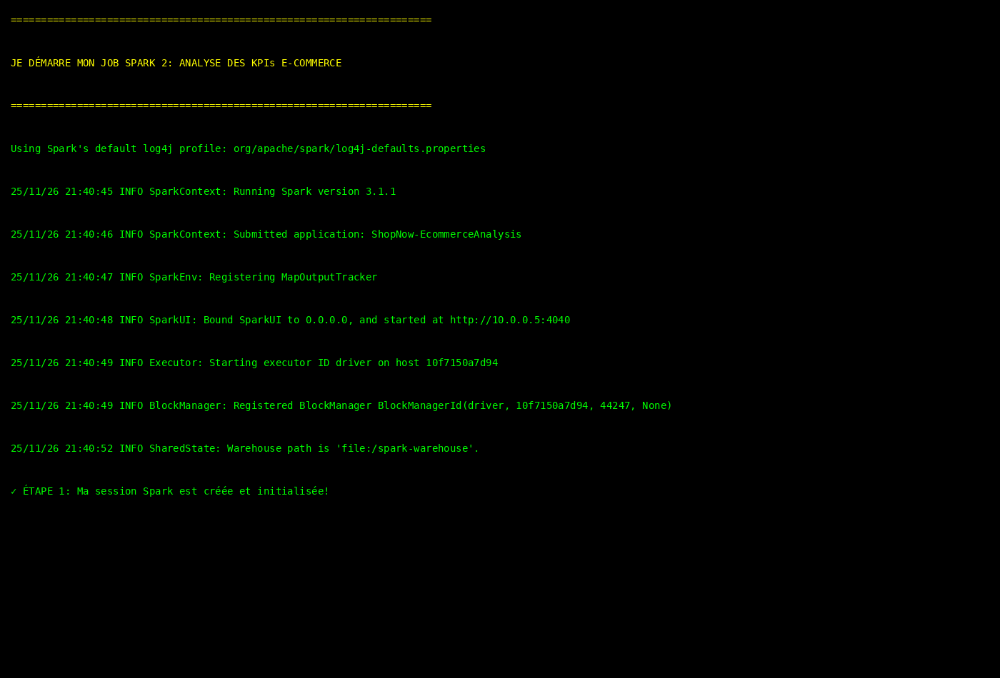 ======================================================================
JE DÉMARRE MON JOB SPARK 2: ANALYSE DES KPIs E-COMMERCE
======================================================================
Using Spark's default log4j profile: org/apache/spark/log4j-defaults.properties
25/11/26 21:40:45 INFO SparkContext: Running Spark version 3.1.1
25/11/26 21:40:46 INFO SparkContext: Submitted application: ShopNow-EcommerceAnalysis
25/11/26 21:40:47 INFO SparkEnv: Registering MapOutputTracker
25/11/26 21:40:48 INFO SparkUI: Bound SparkUI to 0.0.0.0, and started at http://10.0.0.5:4040
25/11/26 21:40:49 INFO Executor: Starting executor ID driver on host 10f7150a7d94
25/11/26 21:40:49 INFO BlockManager: Registered BlockManager BlockManagerId(driver, 10f7150a7d94, 44247, None)
25/11/26 21:40:52 INFO SharedState: Warehouse path is 'file:/spark-warehouse'.
✓ ÉTAPE 1: Ma session Spark est créée et initialisée!